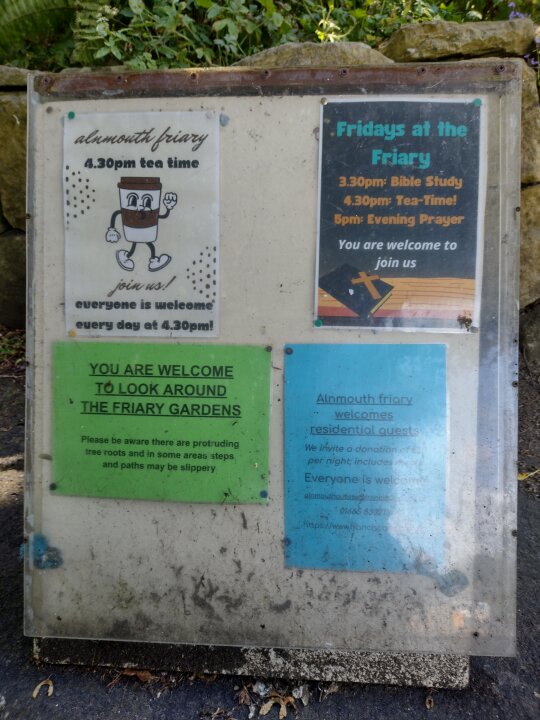 alnmouth friary
4.30pm tea time
join us!
everyone is welcome
every day at 4.30pm!
Fridays at the
Friary
3.30pm: Bible Study
4.30pm: Tea-Time!
5pm: Evening Prayer
You are welcome to
join us
YOU ARE WELCOME
TO LOOK AROUND
THE FRIARY GARDENS
Please be aware there are protruding
tree roots and in some areas steps
and paths may be slippery
Alnmouth friary
welcomes
residential guests
We invite a donation of
per night; includes
Everyone is welcome
01665